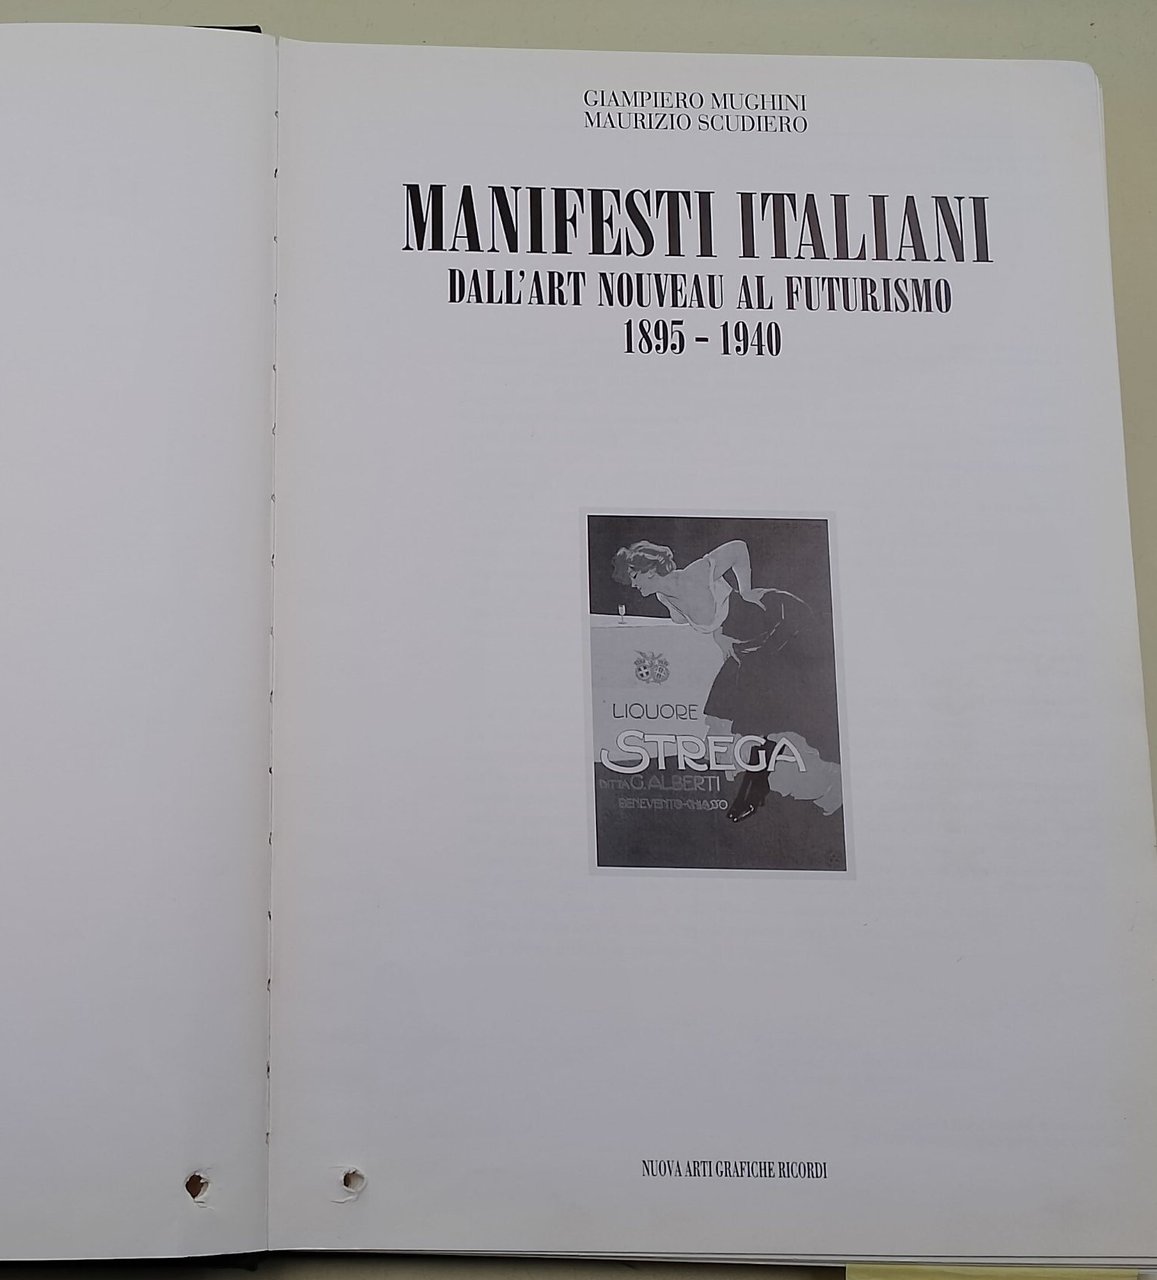 GIAMPIERO MUGHINI
MAURIZIO SCUDIERO
MANIFESTI ITALIANI
DALL'ART NOUVEAU AL FUTURISMO
1895 - 1940
LIQUORE
STREGA
DITTA G. ALBERTI
BENEVENTO-CHIASSO
NUOVA ARTI GRAFICHE RICORDI